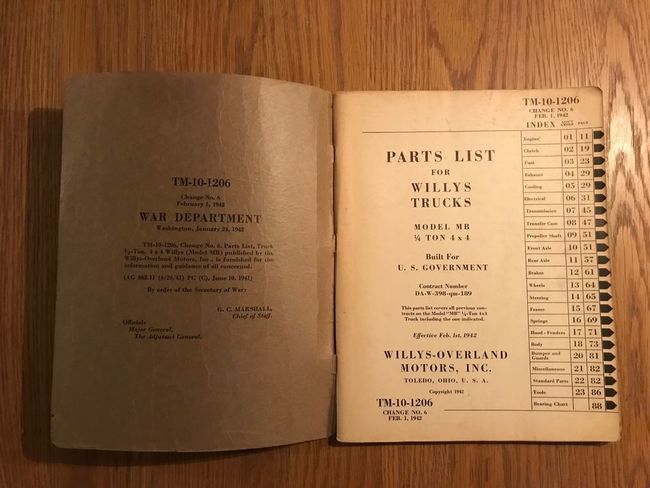 TM-10-1206
Change No. 6
February 1, 1942
WAR DEPARTMENT
Washington, January 24, 1942
TM-10-1206, Change No. 6, Parts List, Truck
¼-Ton, 4 x 4 Willys (Model MB) published by the
Willys-Overland Motors, Inc., is furnished for the
information and guidance of all concerned.
By order of the Secretary of War:
G. C. MARSHALL,
Chief of Staff.
Official:
Major General,
The Adjutant General.
PARTS LIST
FOR
WILLYS
TRUCKS
MODEL MB
¼ TON 4 x 4
Built For
U. S. GOVERNMENT
Contract Number
DA-W-398-qm-189
This parts list covers all previous con-
tracts on the Model "MB" ¼-Ton 4x4
Truck including the one indicated.
Effective Feb. 1st, 1942
WILLYS-OVERLAND
MOTORS, INC.
TOLEDO, OHIO, U. S. A.
Copyright 1942
TM-10-1206
CHANGE NO. 6
FEB. 1, 1942
TM-10-1206
CHANGE NO. 6
FEB. 1, 1942
INDEX PAGE
Engine 01 11
Clutch 02 19
Fuel 03 23
Exhaust 04 29
Cooling 05 29
Electrical 06 31
Transmission 07 45
Transfer Case 08 47
Propeller Shaft 09 51
Front Axle 10 51
Rear Axle 11 57
Brakes 12 61
Wheels 13 64
Steering 14 65
Frame 15 67
Springs 16 69
Hood - Fenders 17 71
Body 18 73
Bumper and
Guards 20 81
Miscellaneous 21 82
Standard Parts 22 82
Tools 23 86
Bearing Chart 88